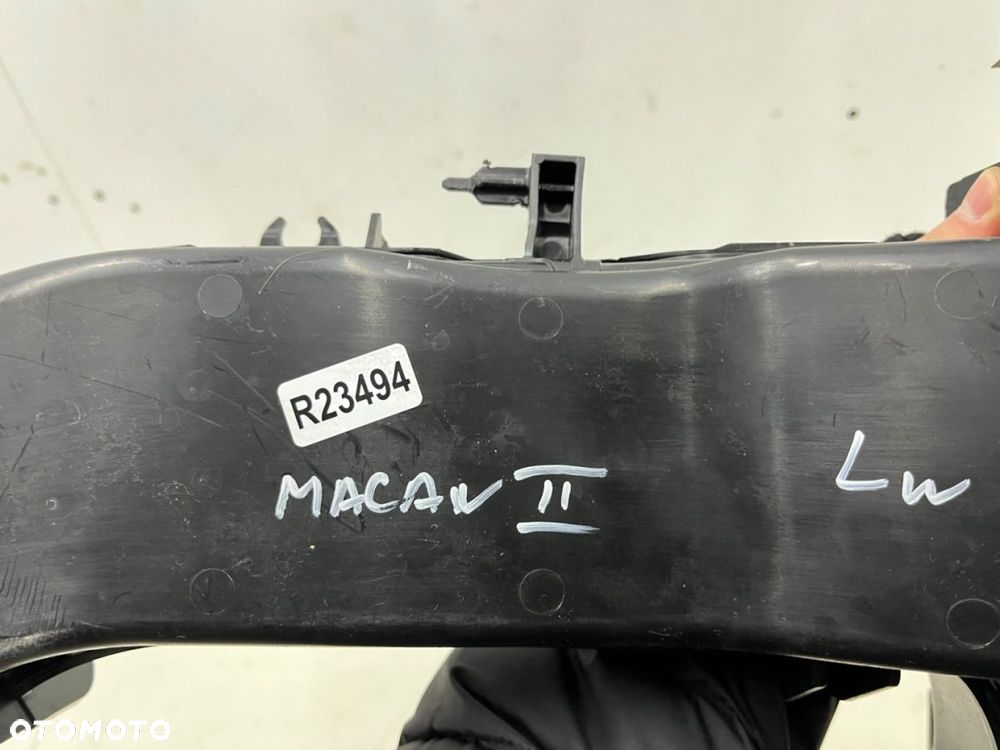 R23494
MACAN II LW
OTOMOTO